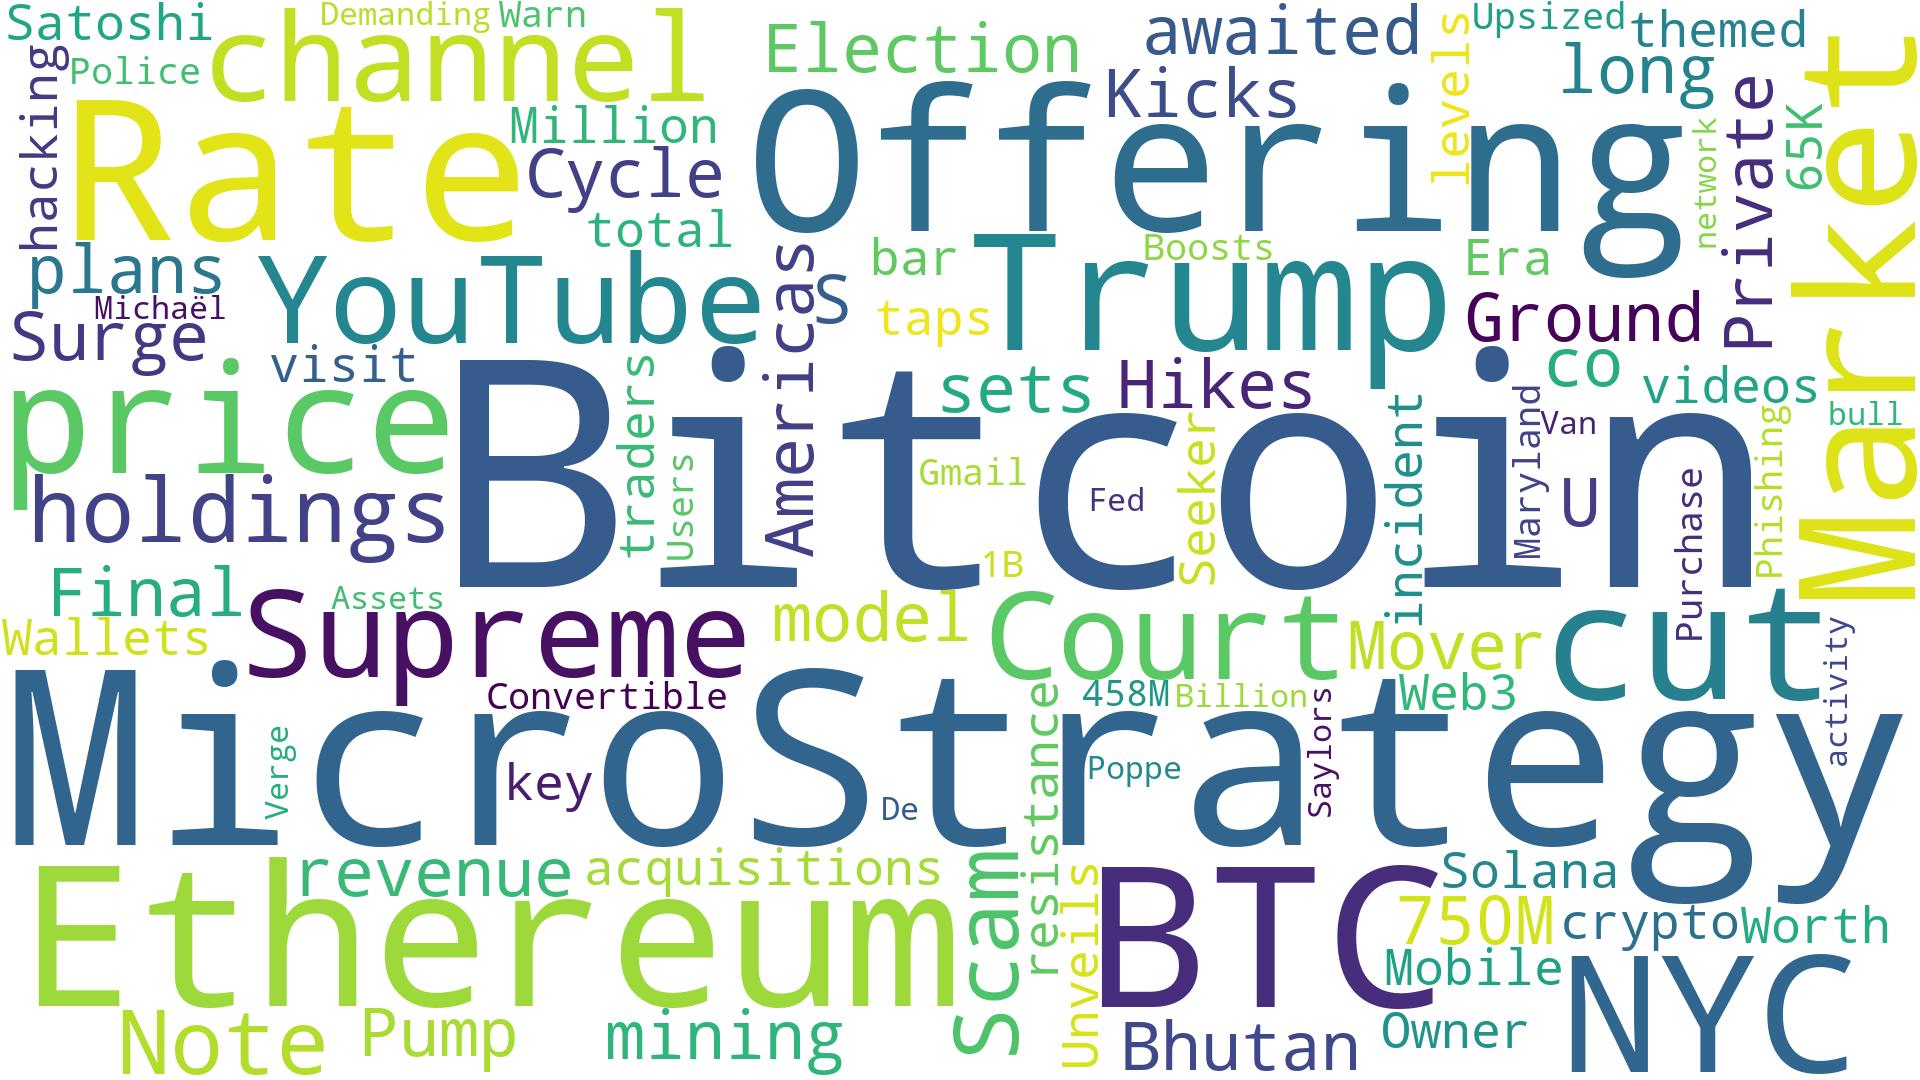 Satoshi
Demanding
Warn
channel
Police
hacking
Rate
Million
Cycle
total
Election
awaited
Kicks
levels
Upsized
themed
long
Offering
Private
network
65K
Market
plans
Michaël
Surge
YouTube
visit
Americas
S
bar
taps
Trump
Boosts
Era
Ground
co
videos
bull
price
holdings
traders
Users
Bitcoin
sets
Hikes
Gmail
Fed
1B
Seeker
incident
Maryland
Van
U
Purchase
Phishing
Final
Assets
Wallets
Supreme
model
Court
Mover
cut
activity
Convertible
458M
Billion
Saylors
Web3
MicroStrategy
Verge
key
De
Poppe
resistance
revenue
acquisitions
Ethereum
Scam
Unveils
BTC
Solana
750M
crypto
Worth
Mobile
Owner
NYC
Note
Pump
mining
Bhutan